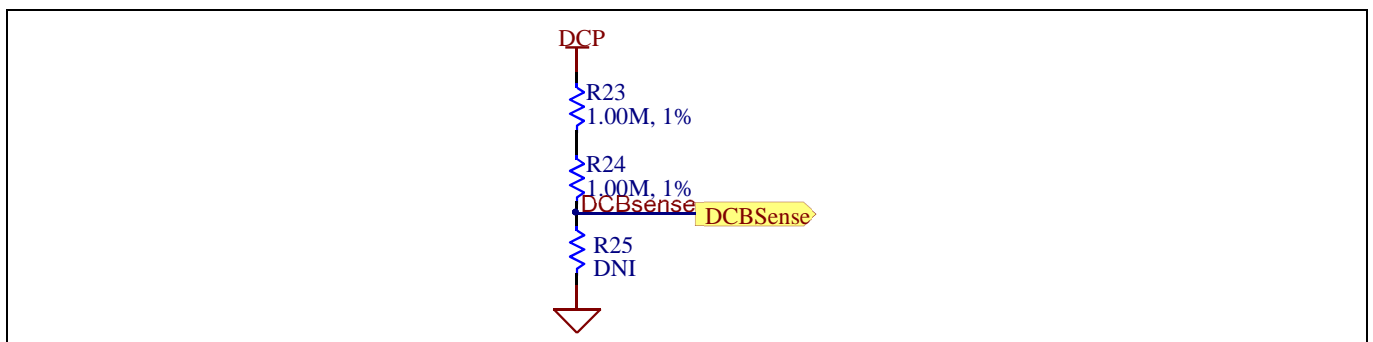 DCP
R23
1.00M, 1%
R24
1.00M, 1%
DCBsense
DCBSense
R25
DNI